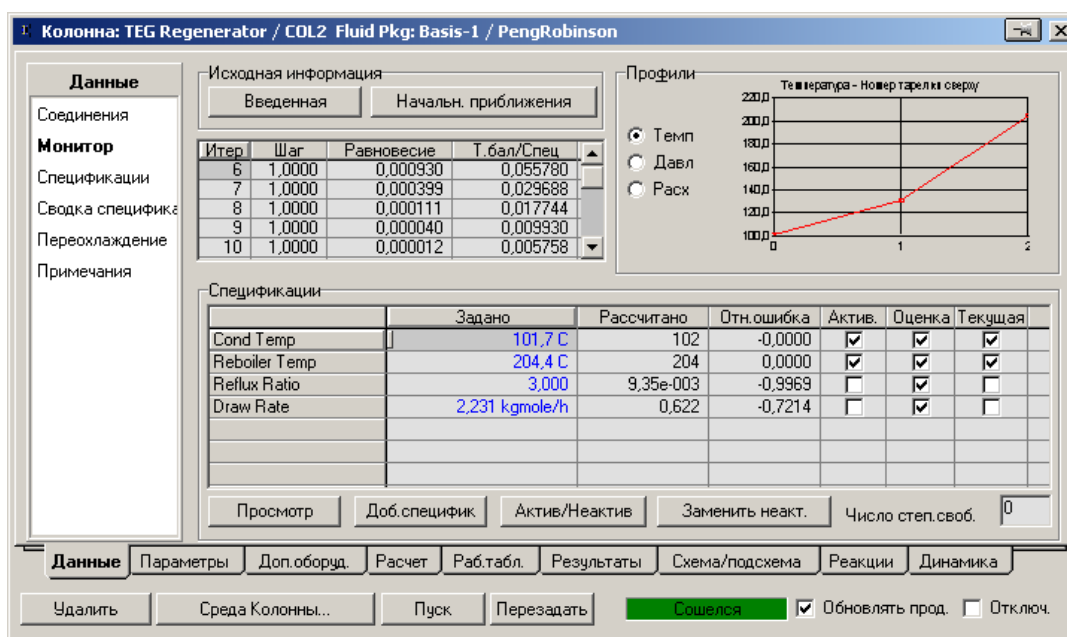 Колонна: TEG Regenerator / COL2 Fluid Pkg: Basis-1 / PengRobinson
Данные
Соединения
Монитор
Спецификации
Сводка специфика
Переохлаждение
Примечания
Исходная информация
Введенная Начальн. приближения
Итер Шаг Равновесие Т.бал/Спец
6 1,0000 0,000930 0,055780
7 1,0000 0,000399 0,029688
8 1,0000 0,000111 0,017744
9 1,0000 0,000040 0,009930
10 1,0000 0,000012 0,005758
Профили
Темп
Давл
Расх
Температура - Номер тарелки сверху
220,0
200,0
180,0
160,0
140,0
120,0
100,0
0 1 2
Спецификации
Задано Рассчитано Отн.ошибка Актив. Оценка Текущая
Cond Temp 101,7 C 102 -0,0000
Reboiler Temp 204,4 C 204 0,0000
Reflux Ratio 3,000 9,35e-003 -0,9969
Draw Rate 2,231 kgmole/h 0,622 -0,7214
Просмотр Доб.специфик Актив/Неактив Заменить неакт. Число степ.своб. 0
Данные Параметры Доп.оборуд. Расчет Раб.табл. Результаты Схема/подсхема Реакции Динамика
Удалить Среда Колонны... Пуск Перезадать Сошелся Обновлять прод. Отключ.